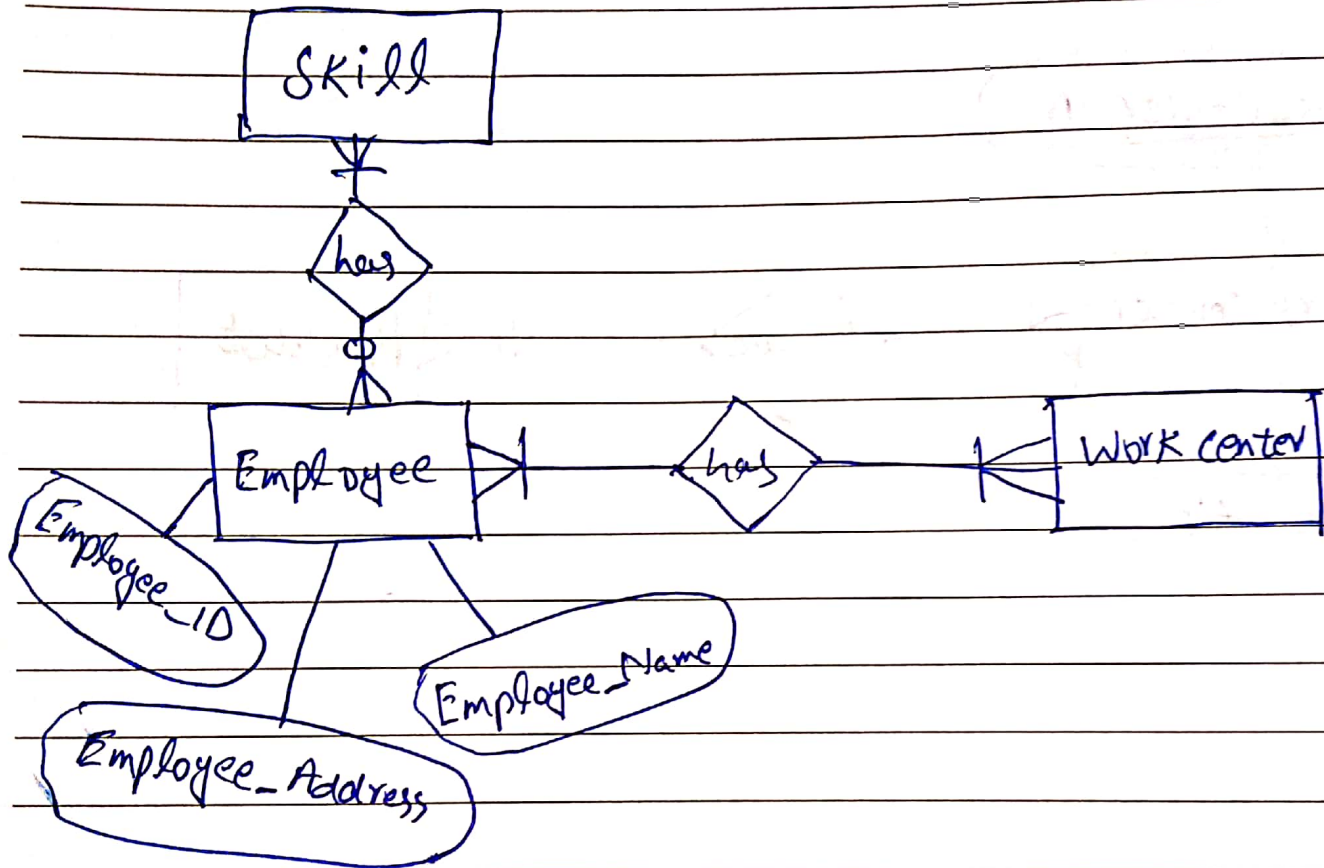 Skill
has
Employee
has
Work center
Employee_ID
Employee_Name
Employee_Address